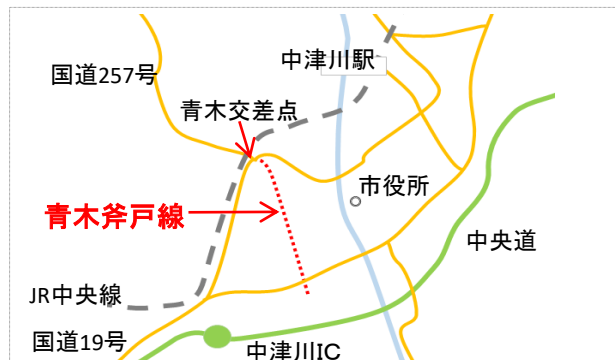 中津川駅
国道257号
青木交差点
市役所
青木斧戸線
中央道
JR中央線
国道19号
中津川IC